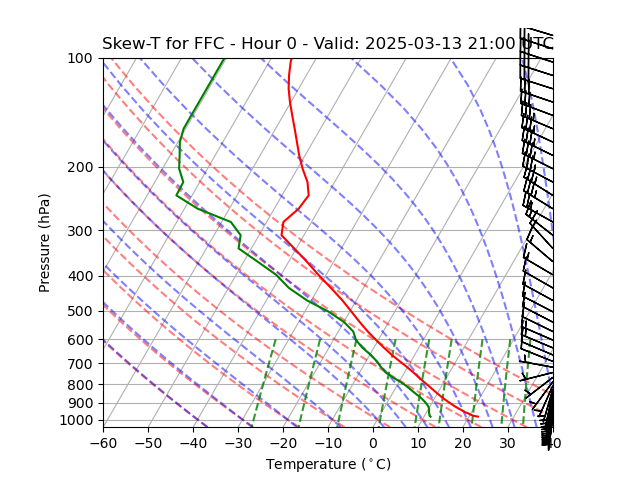 Skew-T for FFC - Hour 0 - Valid: 2025-03-13 21:00 UTC
100
200
300
400
500
600
700
800
900
1000
Pressure (hPa)
−60 −50 −40 −30 −20 −10 0 10 20 30 40
Temperature (°C)